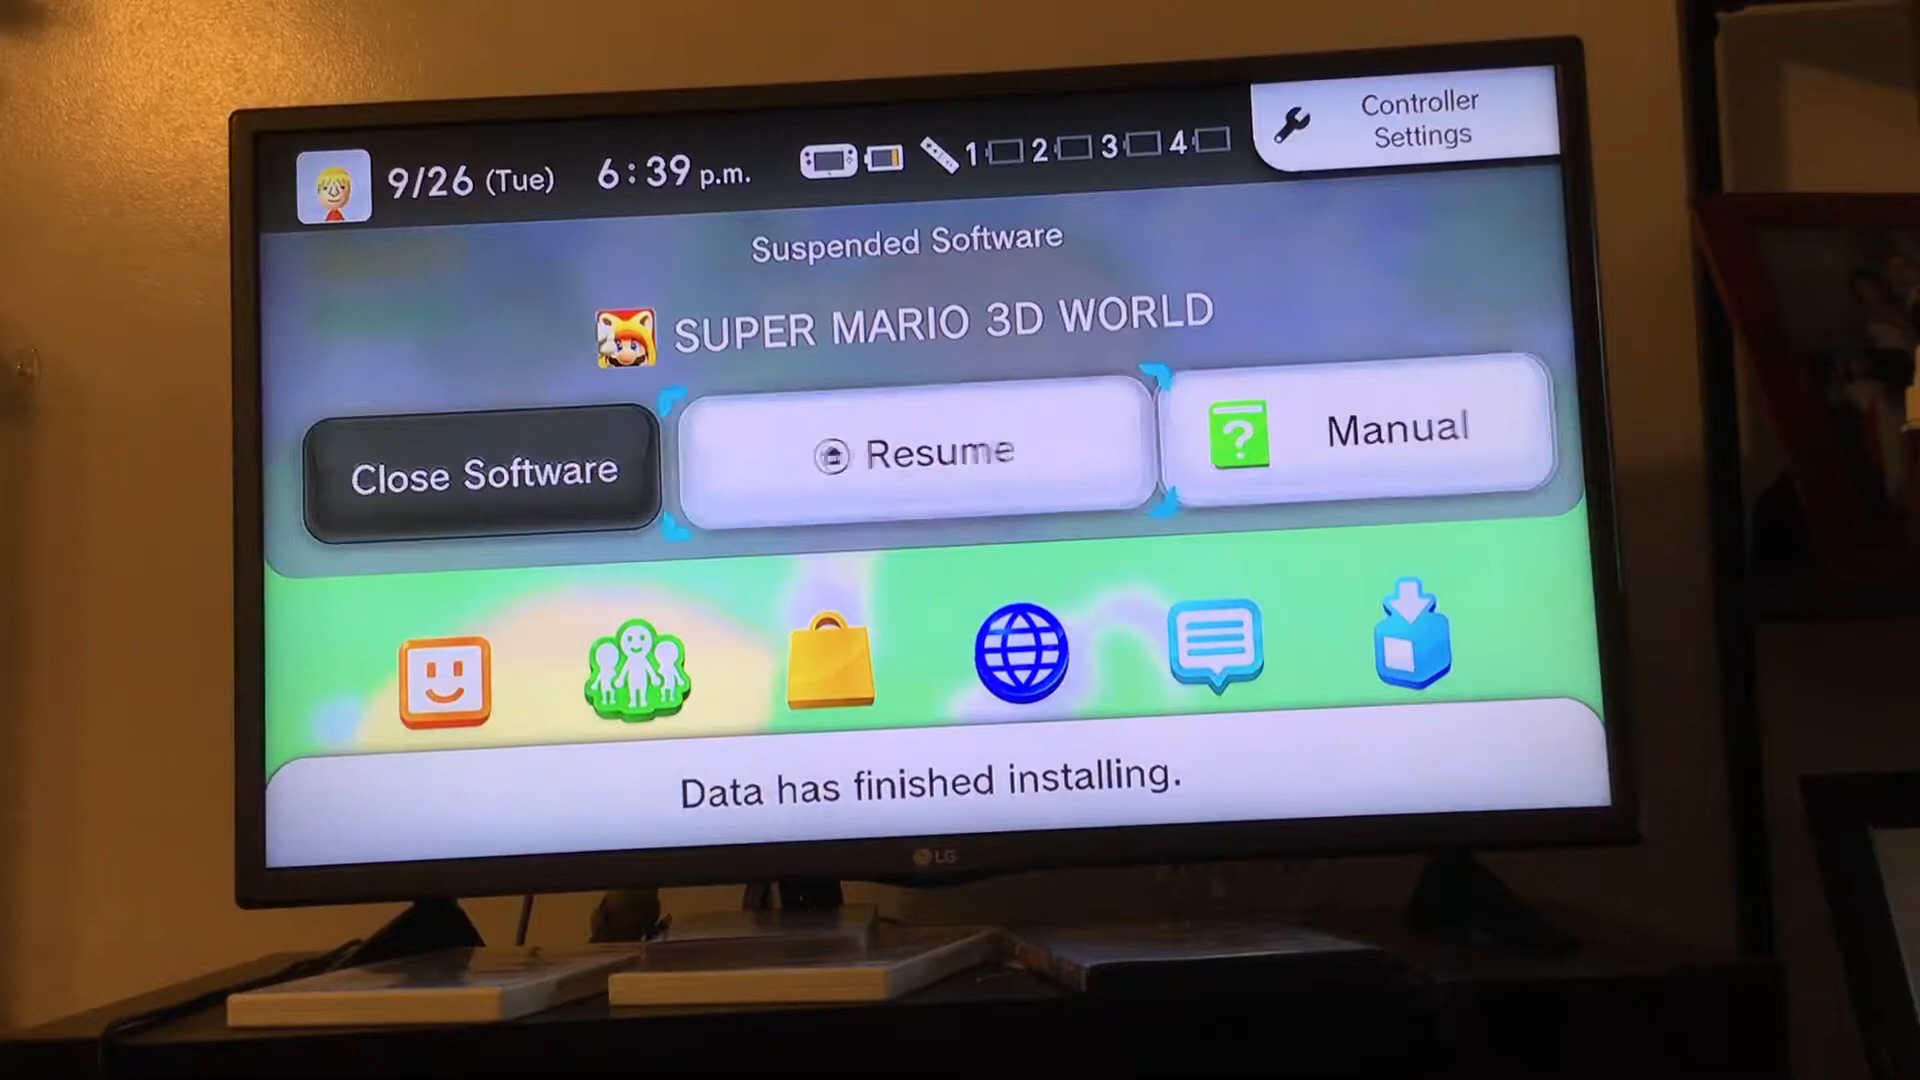 9/26 (Tue) 6:39 p.m. 1 2 3 4
Controller
Settings
Suspended Software
SUPER MARIO 3D WORLD
Close Software
Resume
?
Manual
Data has finished installing.
LG